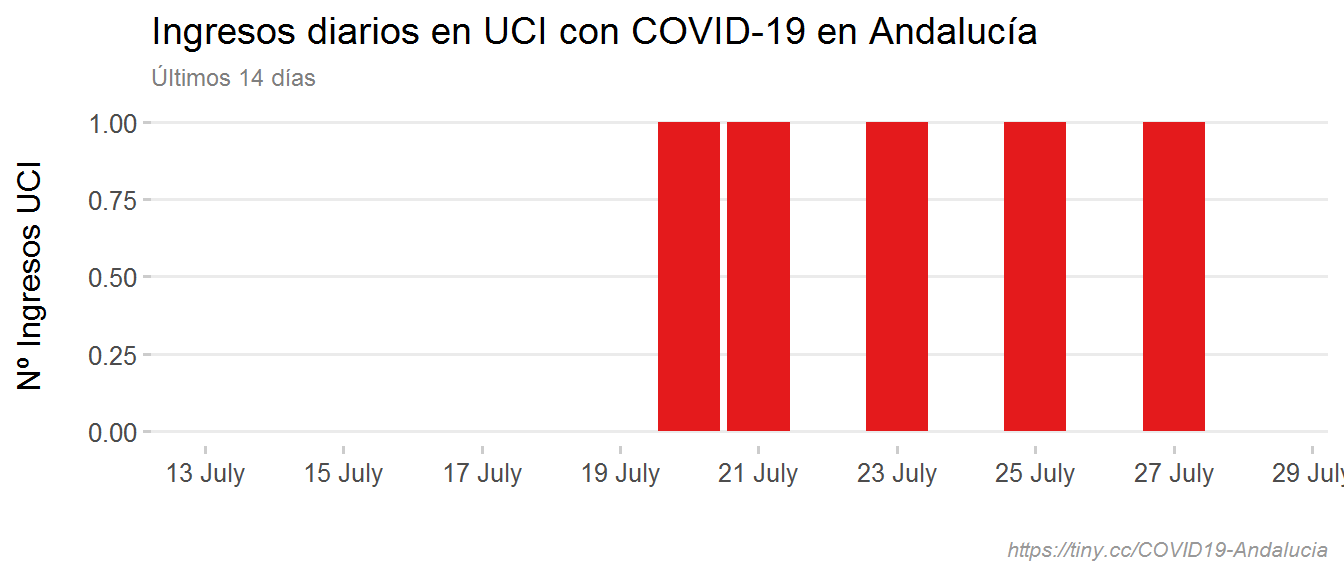 Ingresos diarios en UCI con COVID-19 en Andalucía
Últimos 14 días
Nº Ingresos UCI
1.00
0.75
0.50
0.25
0.00
13 July 15 July 17 July 19 July 21 July 23 July 25 July 27 July 29 July
https://tiny.cc/COVID19-Andalucia